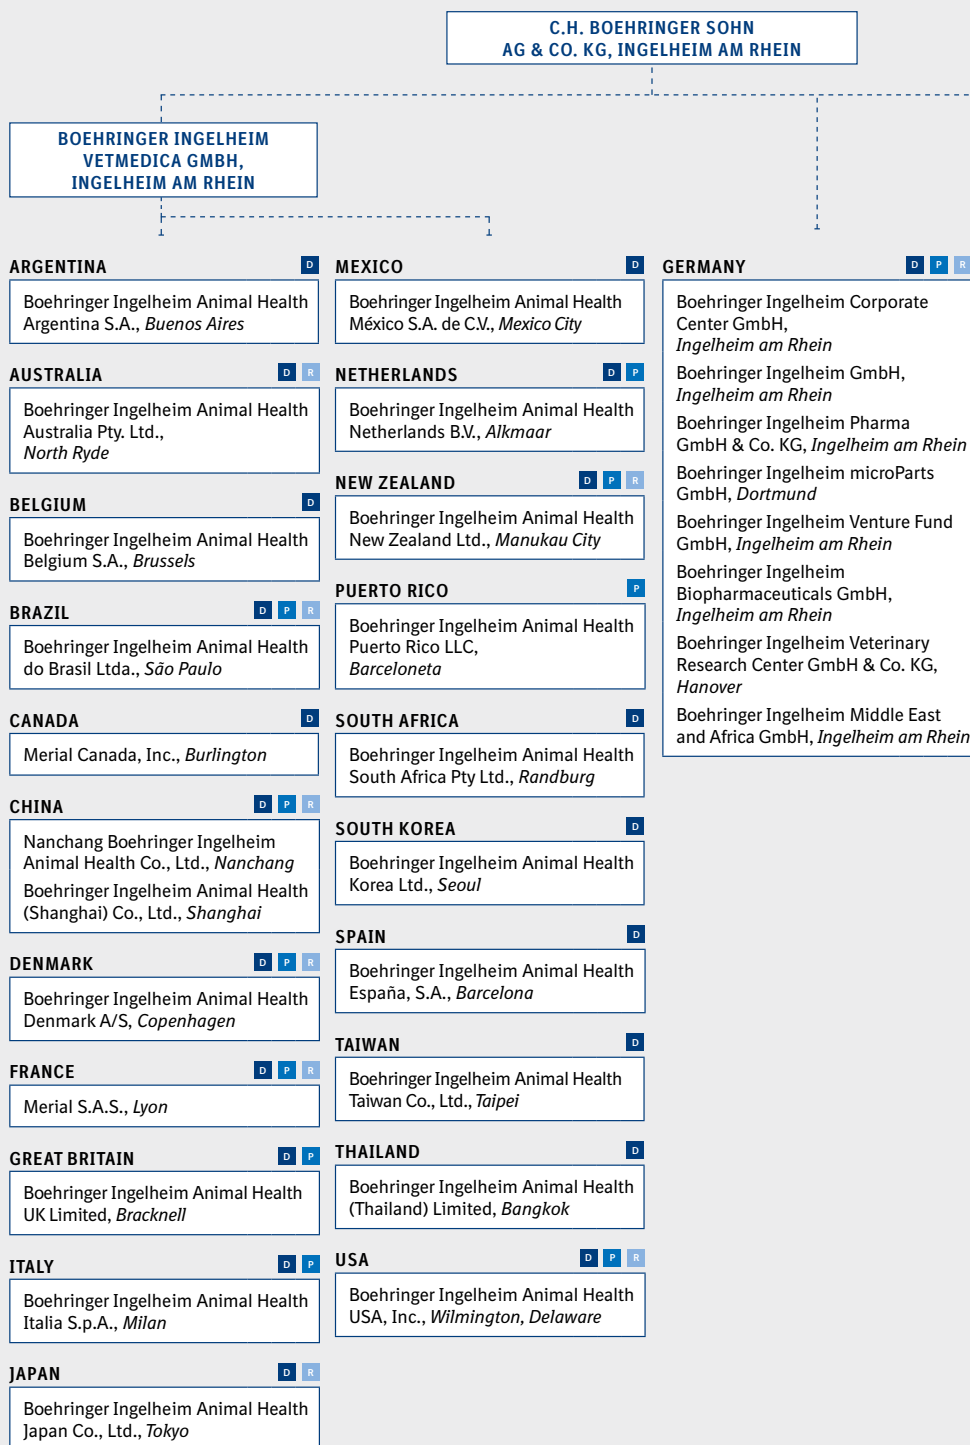 C.H. BOEHRINGER SOHN
AG & CO. KG, INGELHEIM AM RHEIN
BOEHRINGER INGELHEIM
VETMEDICA GMBH,
INGELHEIM AM RHEIN
ARGENTINA D
Boehringer Ingelheim Animal Health
Argentina S.A., Buenos Aires
AUSTRALIA D R
Boehringer Ingelheim Animal Health
Australia Pty. Ltd.,
North Ryde
BELGIUM D
Boehringer Ingelheim Animal Health
Belgium S.A., Brussels
BRAZIL D P R
Boehringer Ingelheim Animal Health
do Brasil Ltda., São Paulo
CANADA D
Merial Canada, Inc., Burlington
CHINA D P R
Nanchang Boehringer Ingelheim
Animal Health Co., Ltd., Nanchang
Boehringer Ingelheim Animal Health
(Shanghai) Co., Ltd., Shanghai
DENMARK D P R
Boehringer Ingelheim Animal Health
Denmark A/S, Copenhagen
FRANCE D P R
Merial S.A.S., Lyon
GREAT BRITAIN D P
Boehringer Ingelheim Animal Health
UK Limited, Bracknell
ITALY D P
Boehringer Ingelheim Animal Health
Italia S.p.A., Milan
JAPAN D R
Boehringer Ingelheim Animal Health
Japan Co., Ltd., Tokyo
MEXICO D
Boehringer Ingelheim Animal Health
México S.A. de C.V., Mexico City
NETHERLANDS D P
Boehringer Ingelheim Animal Health
Netherlands B.V., Alkmaar
NEW ZEALAND D P R
Boehringer Ingelheim Animal Health
New Zealand Ltd., Manukau City
PUERTO RICO P
Boehringer Ingelheim Animal Health
Puerto Rico LLC,
Barceloneta
SOUTH AFRICA D
Boehringer Ingelheim Animal Health
South Africa Pty Ltd., Randburg
SOUTH KOREA D
Boehringer Ingelheim Animal Health
Korea Ltd., Seoul
SPAIN D
Boehringer Ingelheim Animal Health
España, S.A., Barcelona
TAIWAN D
Boehringer Ingelheim Animal Health
Taiwan Co., Ltd., Taipei
THAILAND D
Boehringer Ingelheim Animal Health
(Thailand) Limited, Bangkok
USA D P R
Boehringer Ingelheim Animal Health
USA, Inc., Wilmington, Delaware
GERMANY D P R
Boehringer Ingelheim Corporate
Center GmbH,
Ingelheim am Rhein
Boehringer Ingelheim GmbH,
Ingelheim am Rhein
Boehringer Ingelheim Pharma
GmbH & Co. KG, Ingelheim am Rhein
Boehringer Ingelheim microParts
GmbH, Dortmund
Boehringer Ingelheim Venture Fund
GmbH, Ingelheim am Rhein
Boehringer Ingelheim
Biopharmaceuticals GmbH,
Ingelheim am Rhein
Boehringer Ingelheim Veterinary
Research Center GmbH & Co. KG,
Hanover
Boehringer Ingelheim Middle East
and Africa GmbH, Ingelheim am Rhein